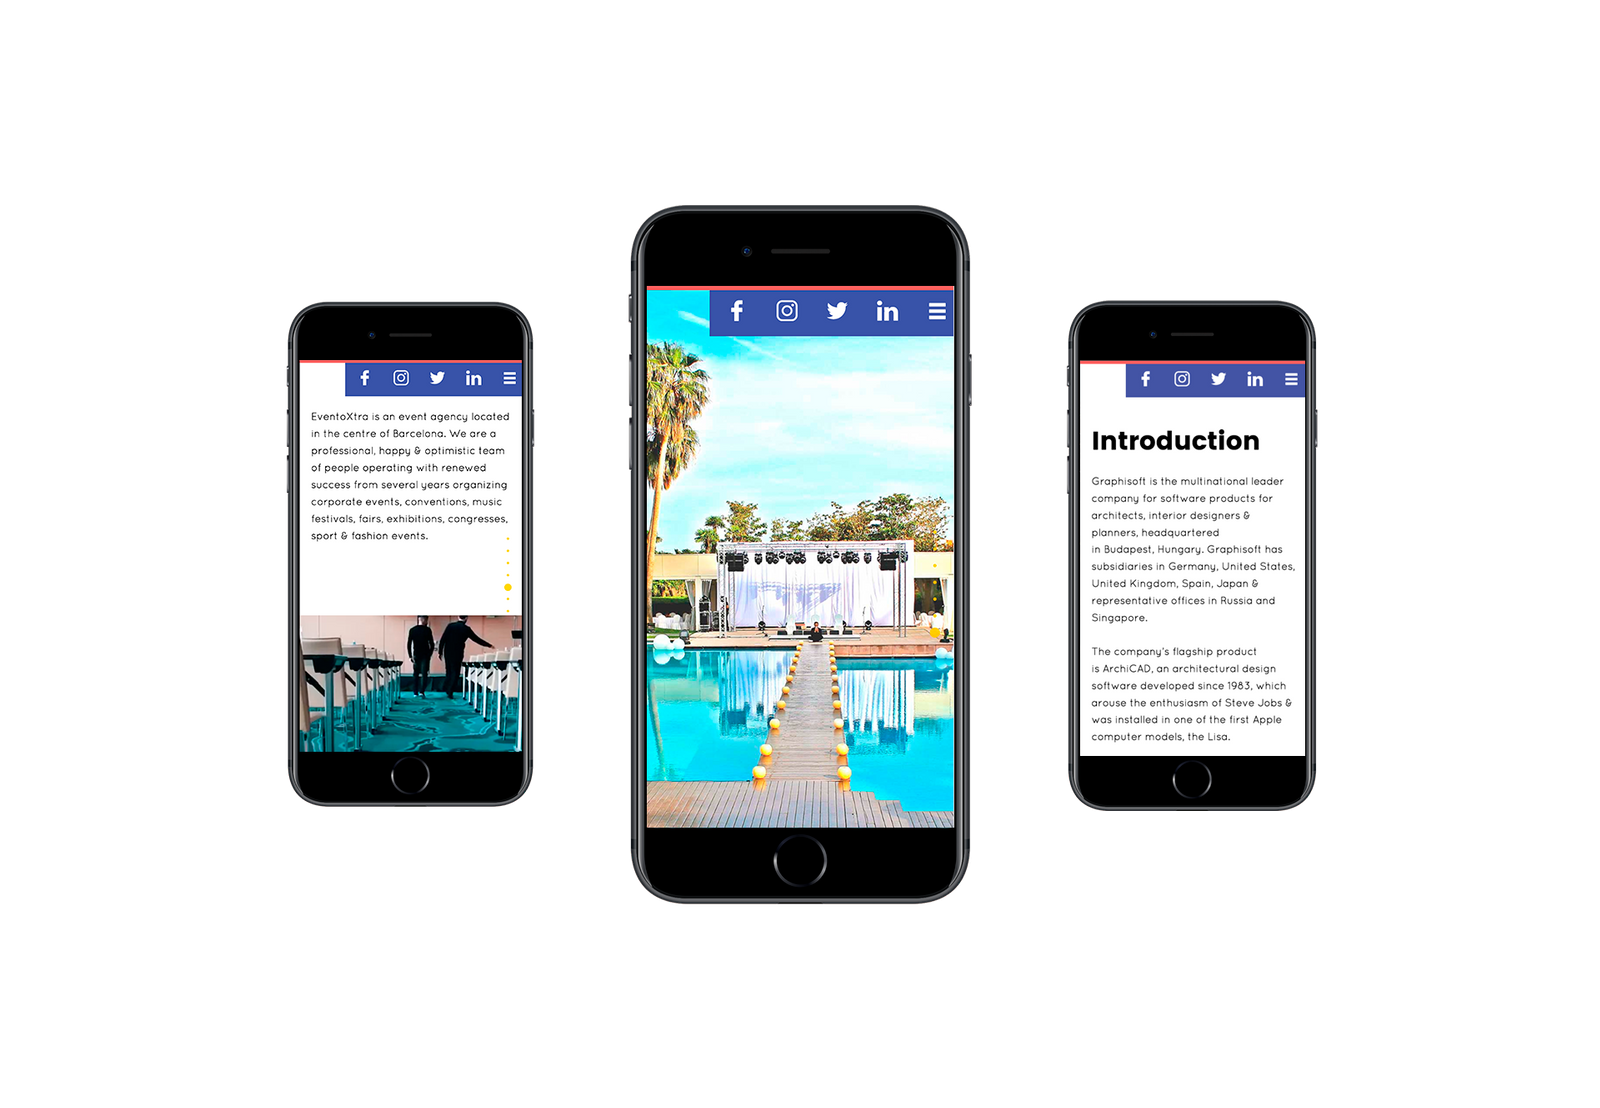 EventoXtra is an event agency located
in the centre of Barcelona. We are a
professional, happy & optimistic team
of people operating with renewed
success from several years organizing
corporate events, conventions, music
festivals, fairs, exhibitions, congresses,
sport & fashion events.
Introduction
Graphisoft is the multinational leader
company for software products for
architects, interior designers &
planners, headquartered
in Budapest, Hungary. Graphisoft has
subsidiaries in Germany, United States,
United Kingdom, Spain, Japan &
representative offices in Russia and
Singapore.
The company's flagship product
is ArchiCAD, an architectural design
software developed since 1983, which
arouse the enthusiasm of Steve Jobs &
was installed in one of the first Apple
computer models, the Lisa.